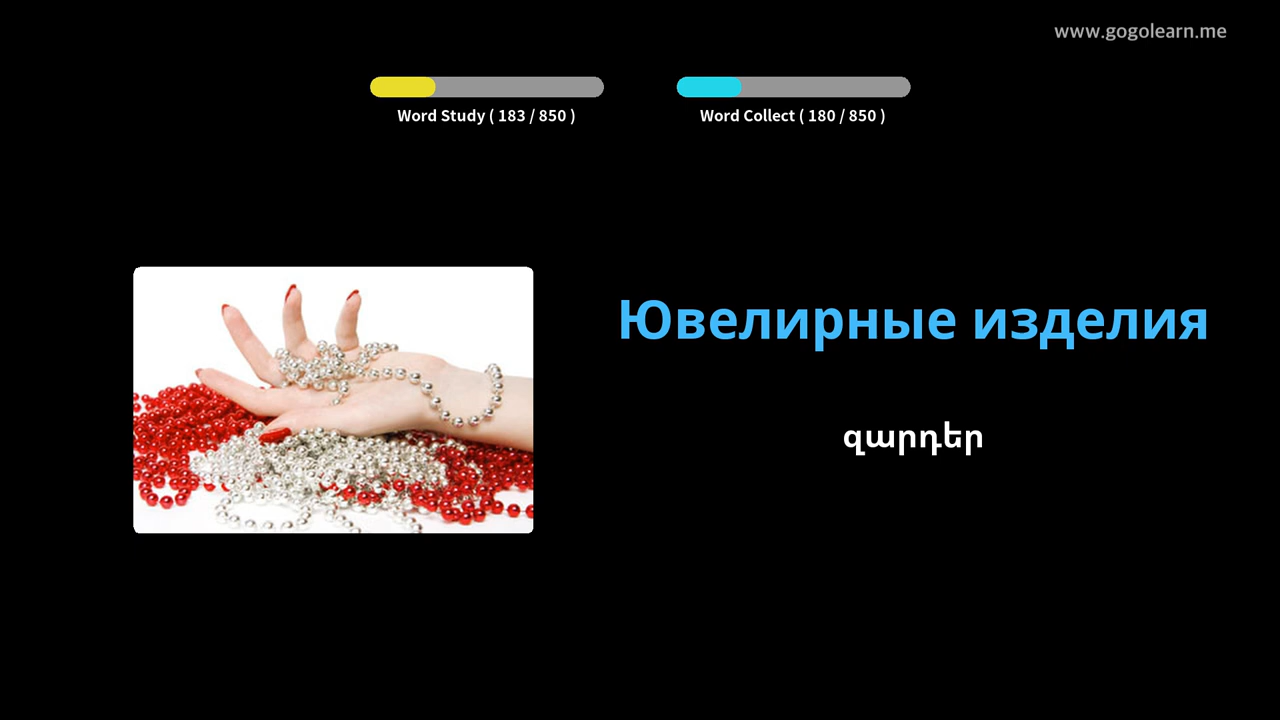 www.gogolearn.me
Word Study ( 183 / 850 )
Word Collect ( 180 / 850 )
Ювелирные изделия
զարդեր